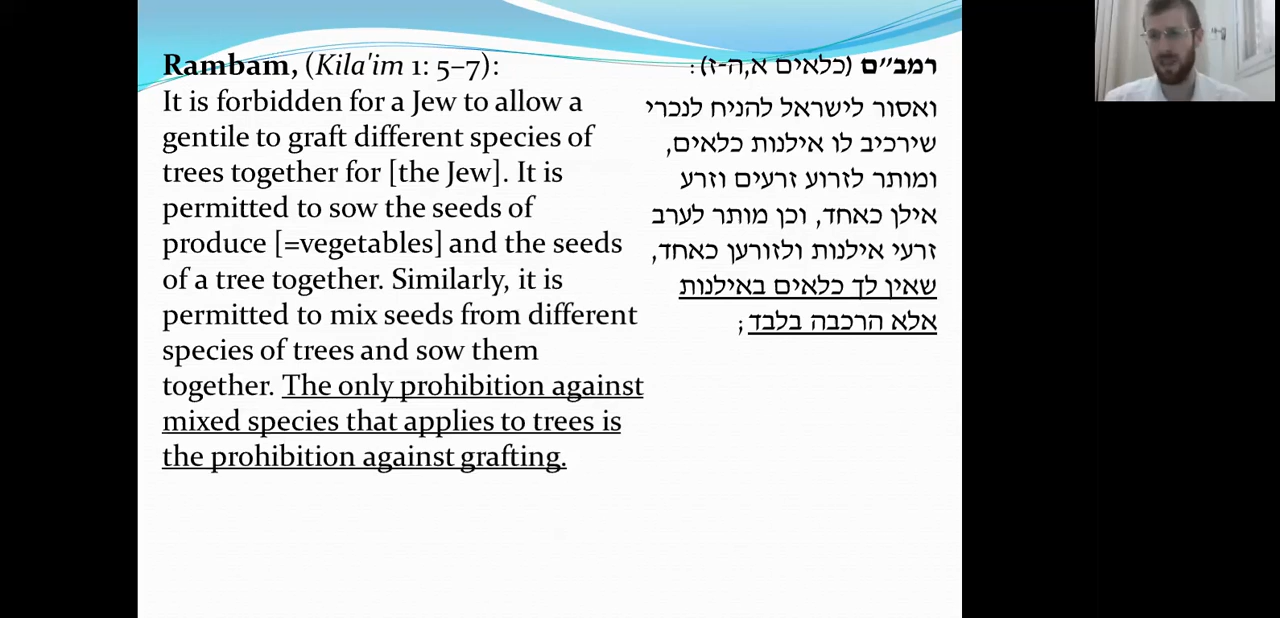 Rambam, (Kila'im 1: 5–7):
It is forbidden for a Jew to allow a
gentile to graft different species of
trees together for [the Jew]. It is
permitted to sow the seeds of
produce [=vegetables] and the seeds
of a tree together. Similarly, it is
permitted to mix seeds from different
species of trees and sow them
together. The only prohibition against
mixed species that applies to trees is
the prohibition against grafting.
רמב״ם (כלאים א,ה-ז):
ואסור לישראל להניח לנכרי
שירכיב לו אילנות כלאים,
ומותר לזרוע זרעים וזרע
אילן כאחד, וכן מותר לערב
זרעי אילנות ולזורען כאחד,
שאין לך כלאים באילנות
אלא הרכבה בלבד;